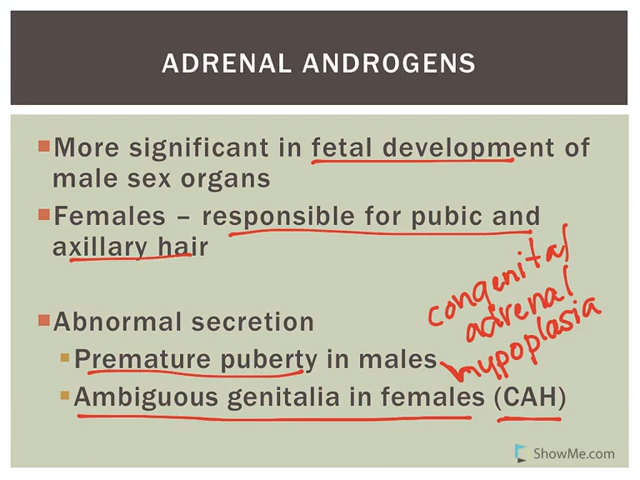 ADRENAL ANDROGENS
More significant in fetal development of
male sex organs
Females – responsible for pubic and
axillary hair
Abnormal secretion
Premature puberty in males
Ambiguous genitalia in females (CAH)
congenital
adrenal
hypoplasia
ShowMe.com